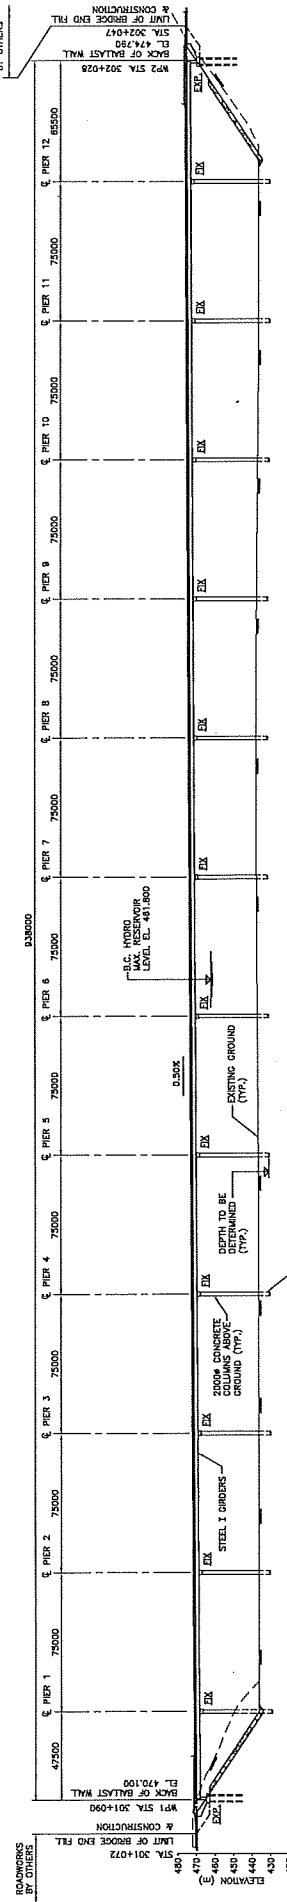 ROADWORKS
BY OTHERS
STA. 301+072
LIMIT OF BRIDGE END FILL
& CONSTRUCTION
WP1 STA. 301+090
BACK OF BALLAST WALL
EL. 470.100
938000
47500
℄ PIER 1
75000
℄ PIER 2
75000
℄ PIER 3
75000
℄ PIER 4
75000
℄ PIER 5
75000
℄ PIER 6
75000
℄ PIER 7
75000
℄ PIER 8
75000
℄ PIER 9
75000
℄ PIER 10
75000
℄ PIER 11
75000
℄ PIER 12
65500
WP2 STA. 302+028
BACK OF BALLAST WALL
EL. 474.790
STA. 302+047
LIMIT OF BRIDGE END FILL
& CONSTRUCTION
BY OTHERS
0.50%
B.C. HYDRO
MAX. RESERVOIR
LEVEL EL. 461.800
EXP.
FIX
FIX
FIX
FIX
FIX
FIX
FIX
FIX
FIX
FIX
FIX
FIX
EXP.
STEEL I GIRDERS
2000ø CONCRETE
COLUMNS ABOVE
GROUND (TYP.)
DEPTH TO BE
DETERMINED
(TYP.)
EXISTING GROUND
(TYP.)
480
470
460
450
440
430
ELEVATION
(m)